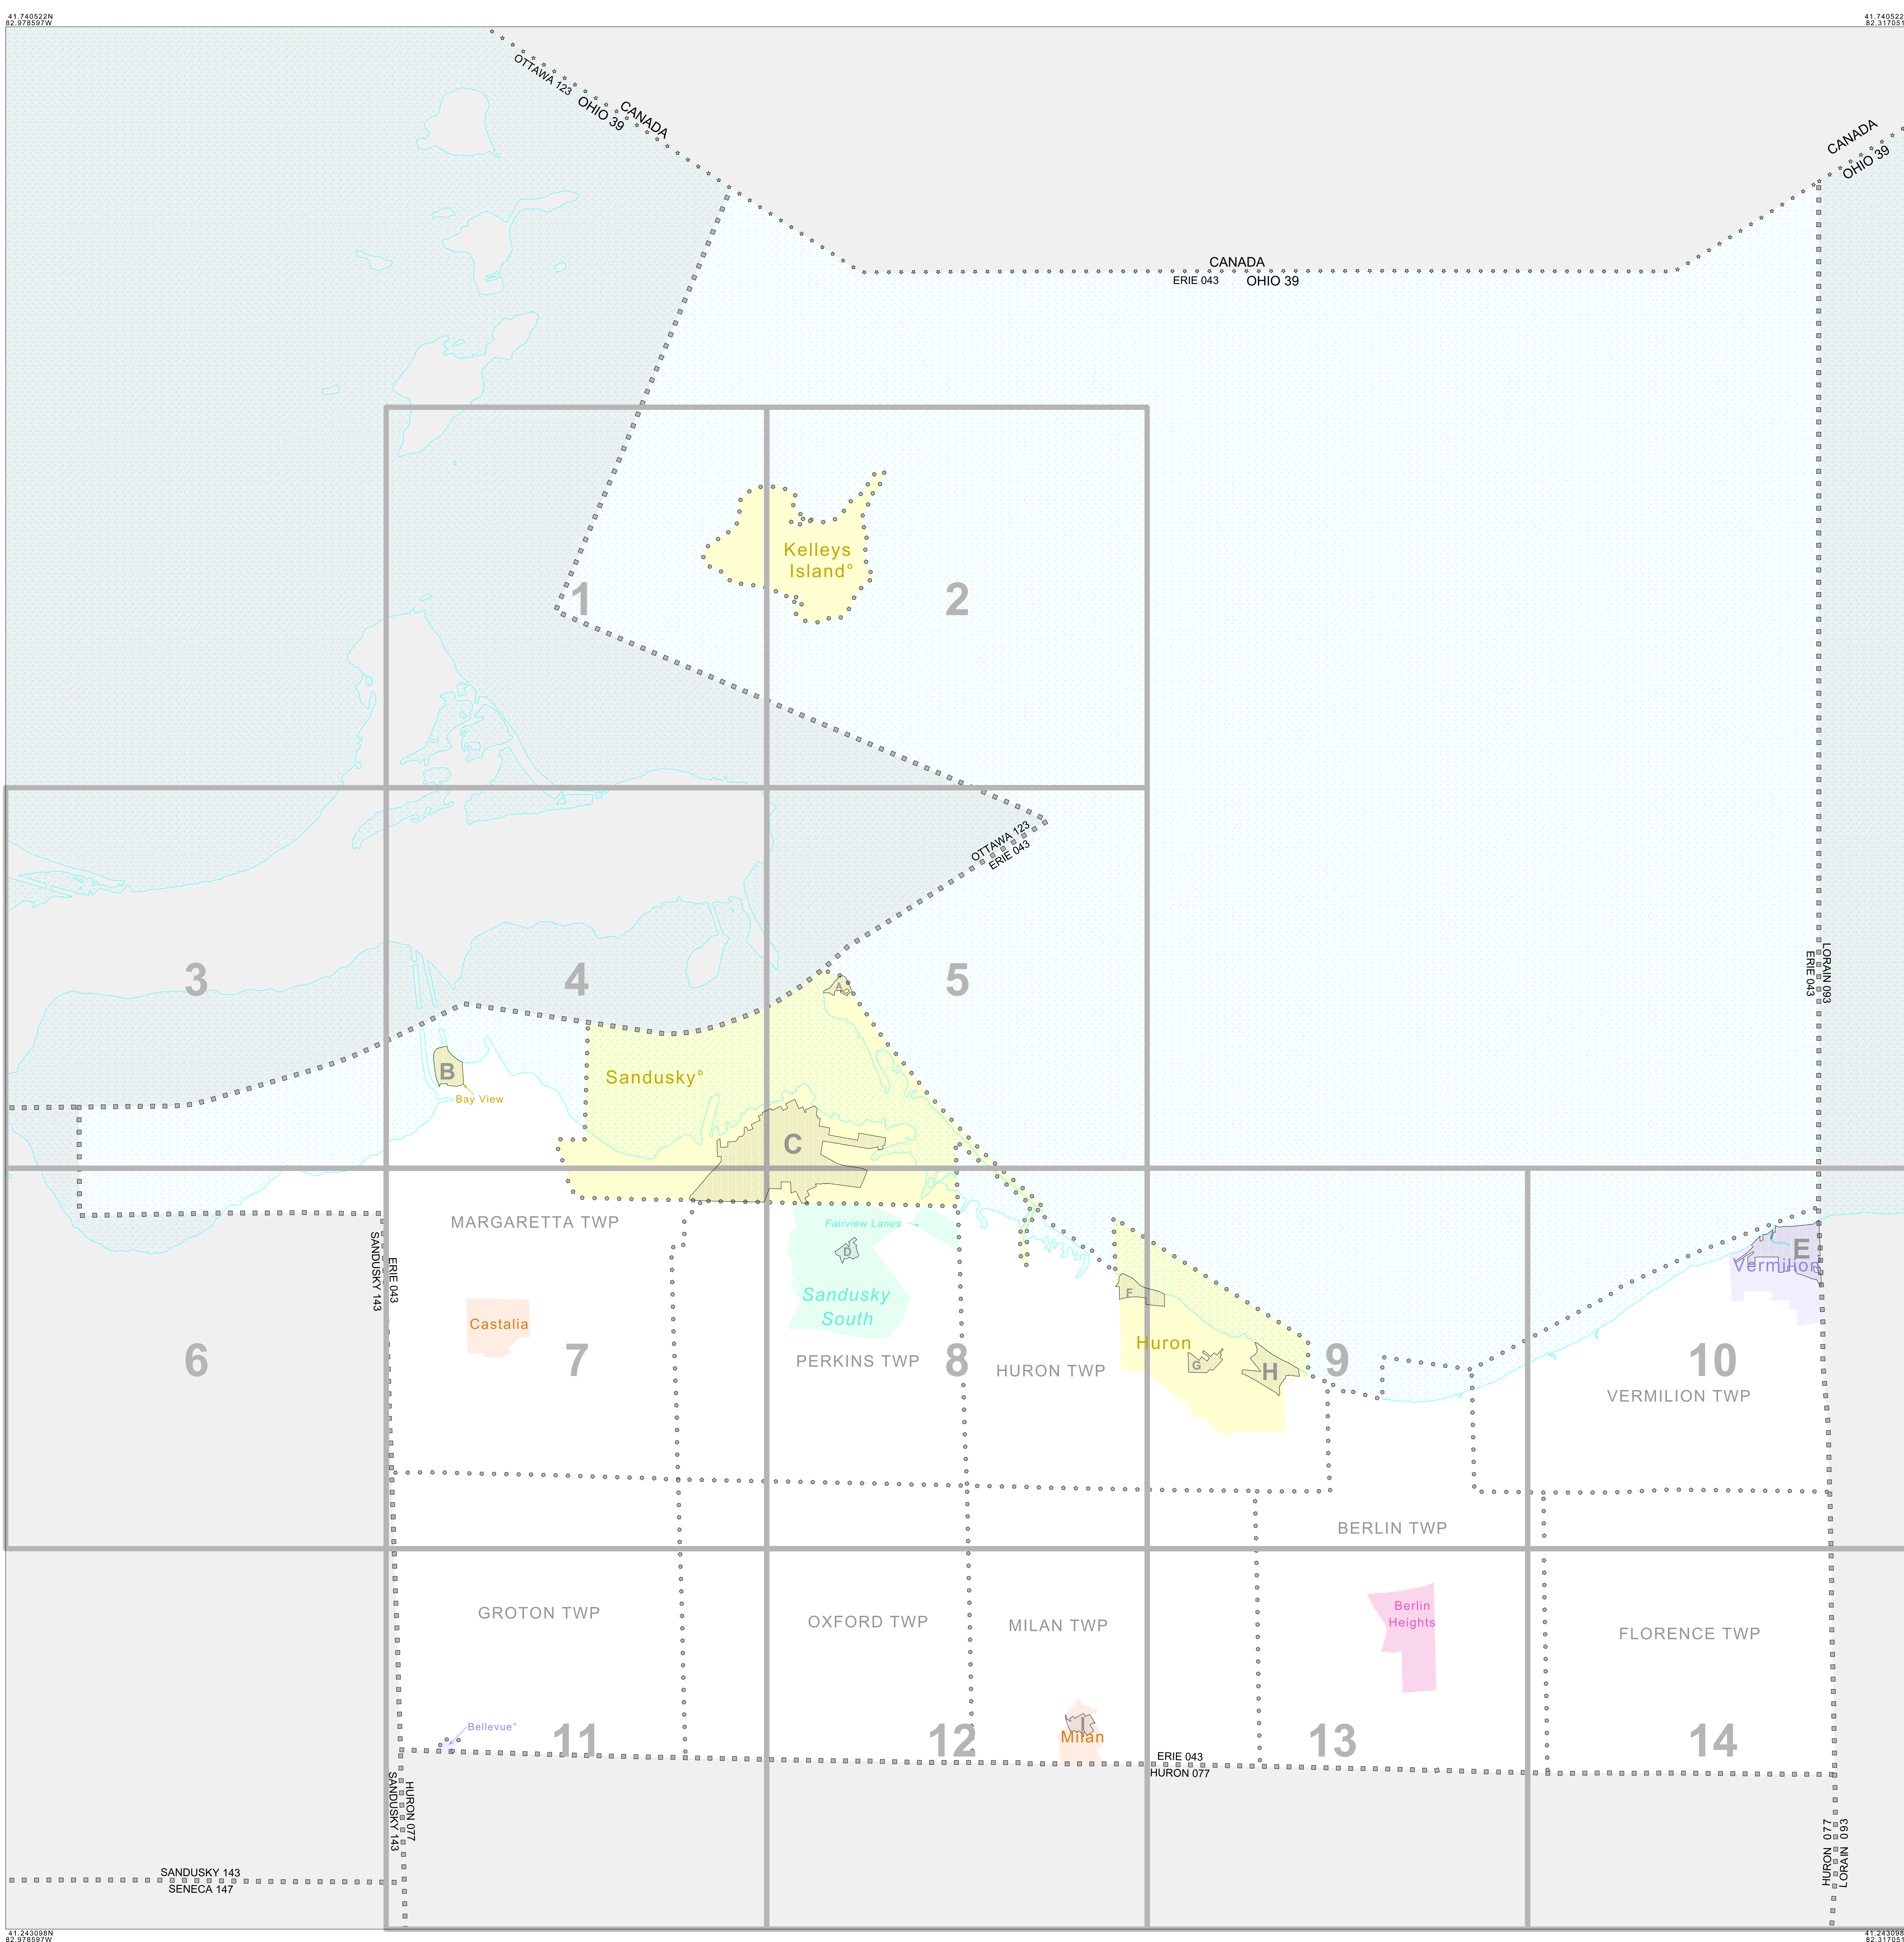 41.740522N
82.978597W
41.740522
82.317051
OTTAWA 123
OHIO 39
CANADA
CANADA
OHIO 39
CANADA
ERIE 043
OHIO 39
Kelleys
Island°
1
2
OTTAWA 123
ERIE 043
LORAIN 093
ERIE 043
3
4
5
A
B
Bay View
Sandusky°
C
MARGARETTA TWP
SANDUSKY 143
ERIE 043
Fairview Lanes
D
Sandusky
South
Castalia
E
Vermilion
F
Huron
G
H
6
7
PERKINS TWP
8
HURON TWP
9
10
VERMILION TWP
BERLIN TWP
GROTON TWP
OXFORD TWP
MILAN TWP
Berlin
Heights
FLORENCE TWP
Bellevue°
I
Milan
11
12
13
14
ERIE 043
HURON 077
HURON 077
SANDUSKY 143
HURON 077
LORAIN 093
SANDUSKY 143
SENECA 147
41.243098N
82.978597W
41.243098
82.317051